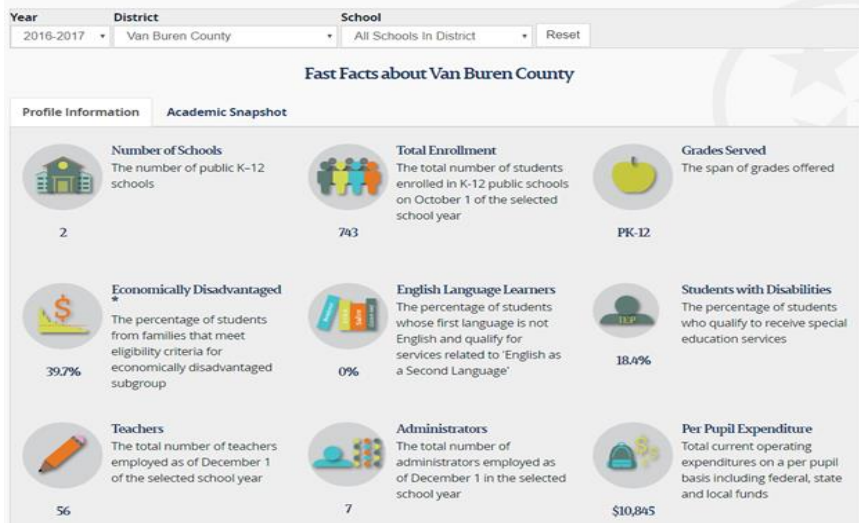 Year District School
2016-2017 Van Buren County All Schools In District Reset
Fast Facts about Van Buren County
Profile Information Academic Snapshot
Number of Schools
The number of public K–12
schools
2
Total Enrollment
The total number of students
enrolled in K-12 public schools
on October 1 of the selected
school year
743
Grades Served
The span of grades offered
PK-12
Economically Disadvantaged
*
The percentage of students
from families that meet
eligibility criteria for
economically disadvantaged
subgroup
39.7%
English Language Learners
The percentage of students
whose first language is not
English and qualify for
services related to 'English as
a Second Language'
0%
Students with Disabilities
The percentage of students
who qualify to receive special
education services
IEP
18.4%
Teachers
The total number of teachers
employed as of December 1
of the selected school year
56
Administrators
The total number of
administrators employed as
of December 1 in the selected
school year
7
Per Pupil Expenditure
Total current operating
expenditures on a per pupil
basis including federal, state
and local funds
$10,845